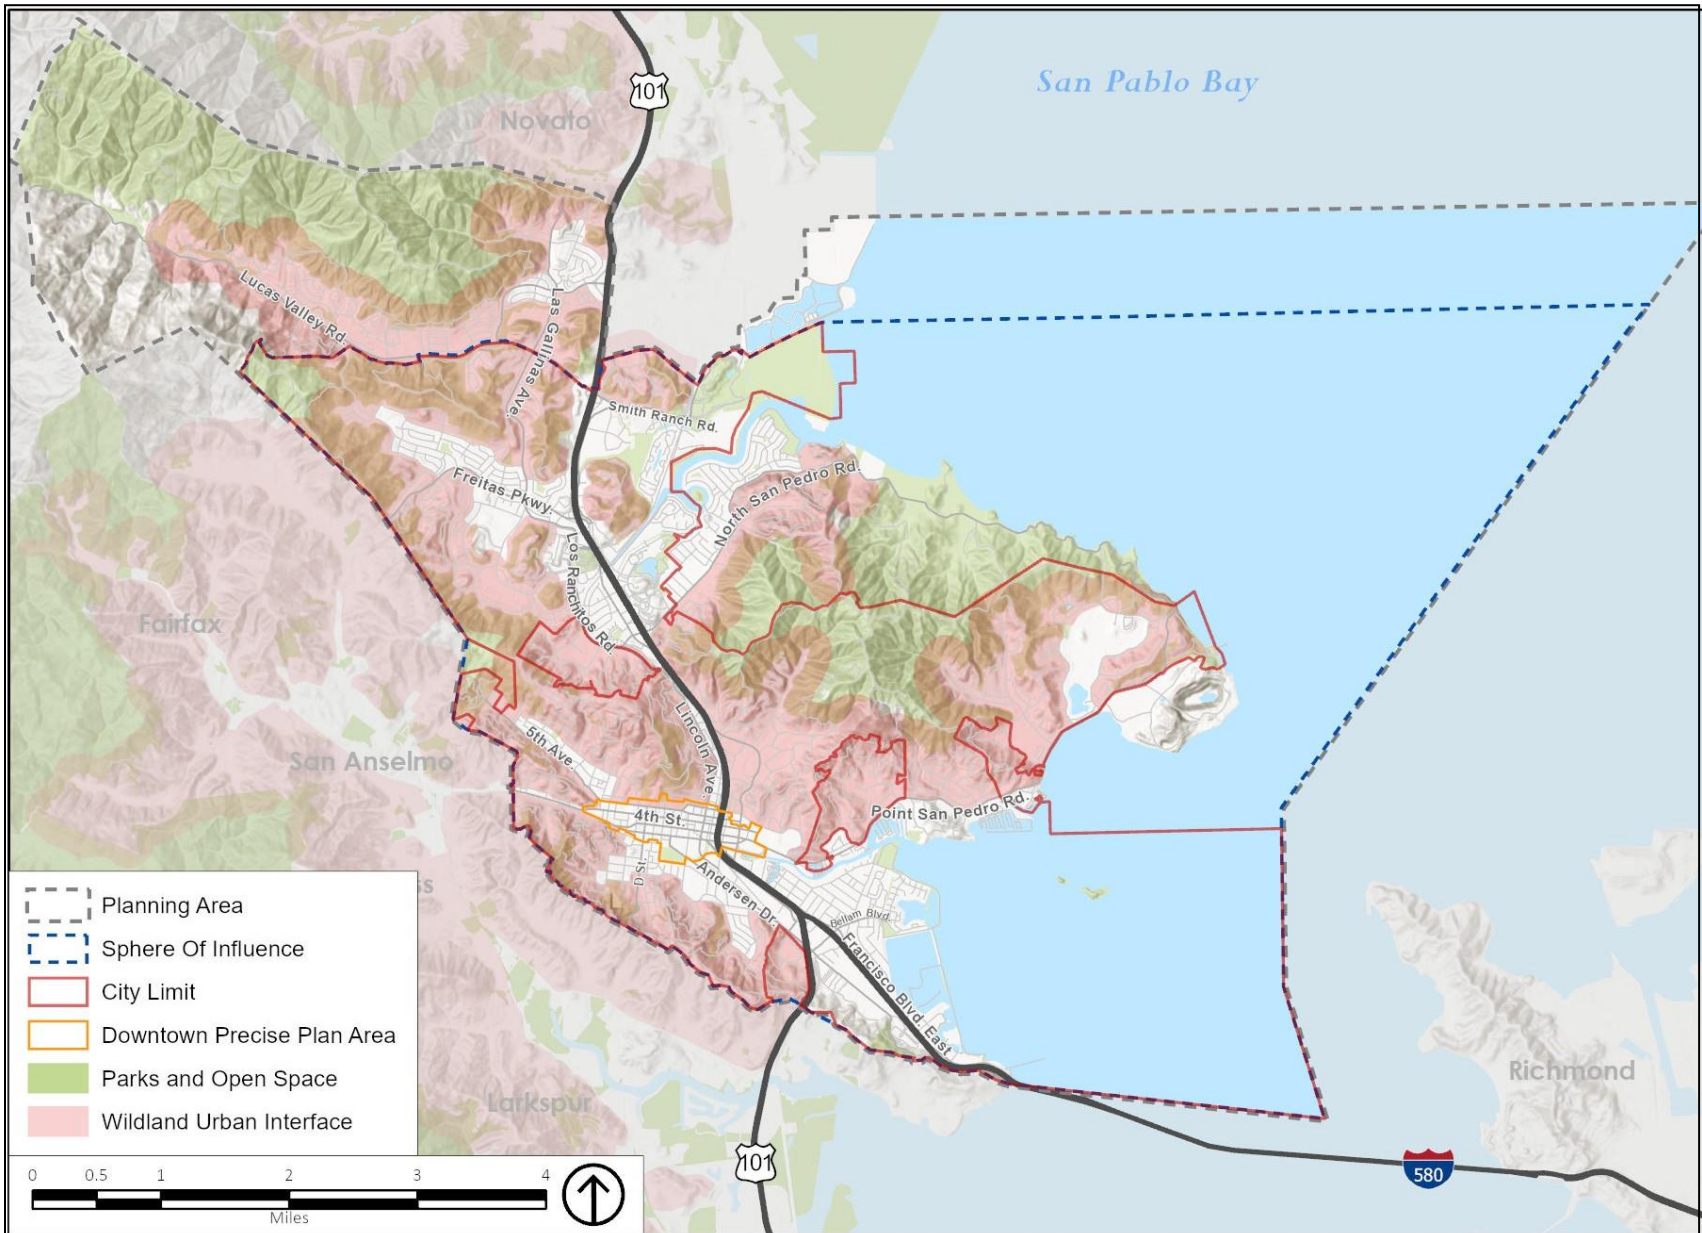 San Pablo Bay
101
Novato
Lucas Valley Rd.
Las Gallinas Ave.
Smith Ranch Rd.
North San Pedro Rd.
Freitas Pkwy.
Los Ranchitos Rd.
Fairfax
San Anselmo
5th Ave.
Lincoln Ave.
4th St.
Point San Pedro Rd.
D St.
Andersen Dr.
Bellam Blvd.
Francisco Blvd. East
Larkspur
Richmond
101
580
Planning Area
Sphere Of Influence
City Limit
Downtown Precise Plan Area
Parks and Open Space
Wildland Urban Interface
0 0.5 1 2 3 4
Miles